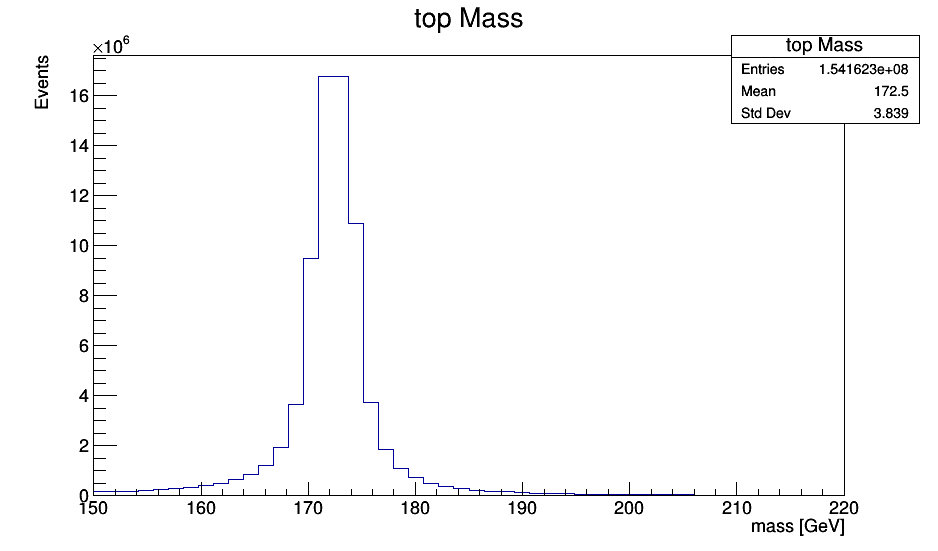 top Mass
×10⁶
top Mass
Entries 1.541623e+08
Mean 172.5
Std Dev 3.839
Events
16
14
12
10
8
6
4
2
0
150 160 170 180 190 200 210 220
mass [GeV]